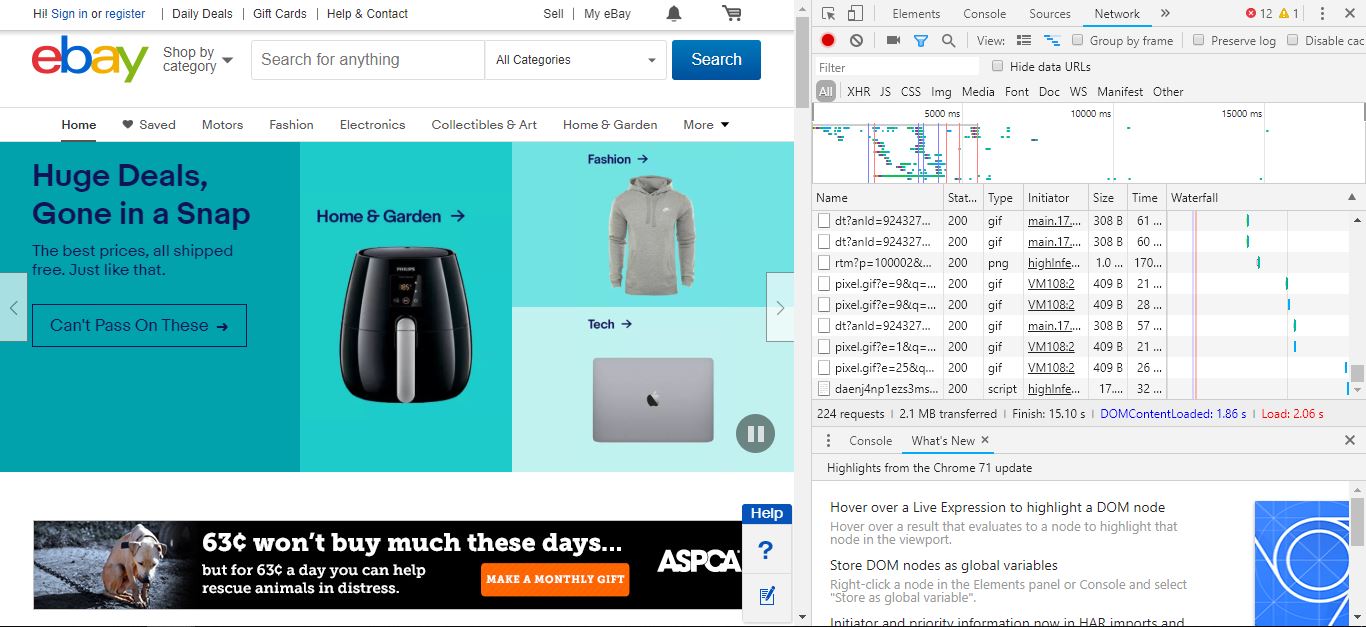 Hi! Sign in or register | Daily Deals | Gift Cards | Help & Contact
Sell | My eBay
ebay
Shop by
category
Search for anything
All Categories
Search
Home
Saved
Motors
Fashion
Electronics
Collectibles & Art
Home & Garden
More
Huge Deals,
Gone in a Snap
The best prices, all shipped
free. Just like that.
Can't Pass On These →
Home & Garden →
PHILIPS
Fashion →
Tech →
63¢ won't buy much these days...
but for 63¢ a day you can help
rescue animals in distress.
MAKE A MONTHLY GIFT
ASPCA
Help
?
Elements Console Sources Network » 12 1
View: Group by frame Preserve log Disable cac
Filter
Hide data URLs
All XHR JS CSS Img Media Font Doc WS Manifest Other
5000 ms 10000 ms 15000 ms
Name Stat... Type Initiator Size Time Waterfall
dt?anId=924327... 200 gif main.17.... 308 B 61 ...
dt?anId=924327... 200 gif main.17.... 308 B 60 ...
rtm?p=100002&... 200 png highInfe... 1.0 ... 170...
pixel.gif?e=9&q=... 200 gif VM108:2 409 B 21 ...
pixel.gif?e=9&q=... 200 gif VM108:2 409 B 28 ...
dt?anId=924327... 200 gif main.17.... 308 B 57 ...
pixel.gif?e=1&q=... 200 gif VM108:2 409 B 21 ...
pixel.gif?e=25&q... 200 gif VM108:2 409 B 26 ...
daenj4np1ezs3ms... 200 script highInfe... 17.... 32 ...
224 requests | 2.1 MB transferred | Finish: 15.10 s | DOMContentLoaded: 1.86 s | Load: 2.06 s
Console What's New ×
Highlights from the Chrome 71 update
Hover over a Live Expression to highlight a DOM node
Hover over a result that evaluates to a node to highlight that
node in the viewport.
Store DOM nodes as global variables
Right-click a node in the Elements panel or Console and select
"Store as global variable".
Initiator and priority information now in HAR imports and